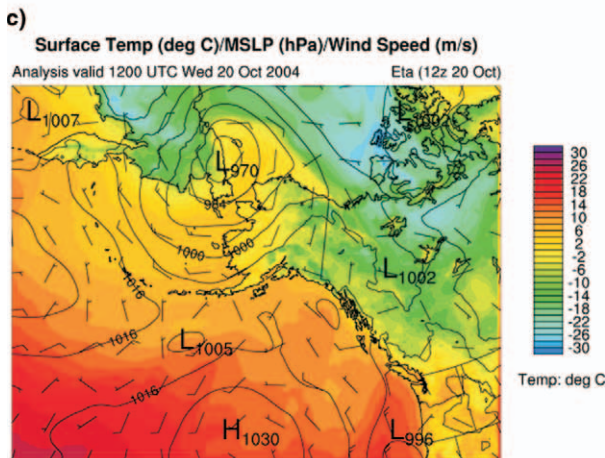 c)
Surface Temp (deg C)/MSLP (hPa)/Wind Speed (m/s)
Analysis valid 1200 UTC Wed 20 Oct 2004 Eta (12z 20 Oct)
L1007
L970
984
1000 1000
L1002
1016
1016
L1005
1016
H1030
L996
32
26
22
18
14
10
6
2
-2
-6
-10
-14
-18
-22
-26
-30
Temp: deg C